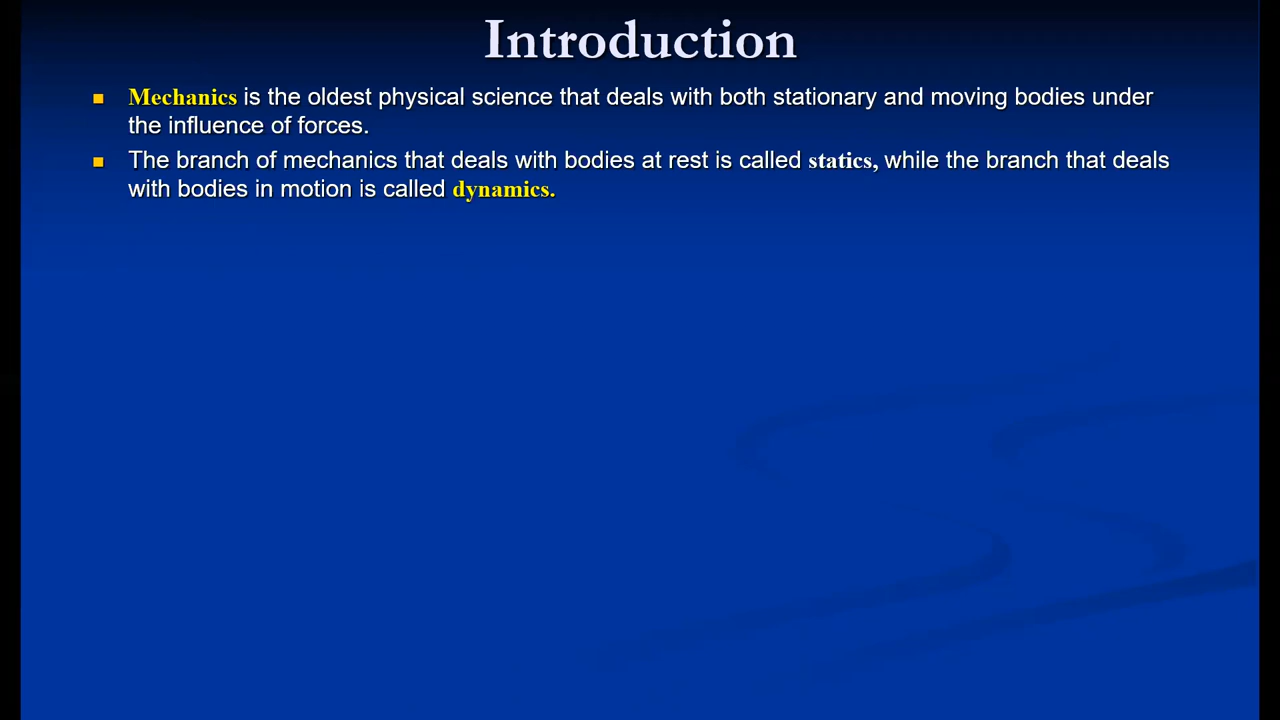 Introduction
Mechanics is the oldest physical science that deals with both stationary and moving bodies under
the influence of forces.
The branch of mechanics that deals with bodies at rest is called statics, while the branch that deals
with bodies in motion is called dynamics.